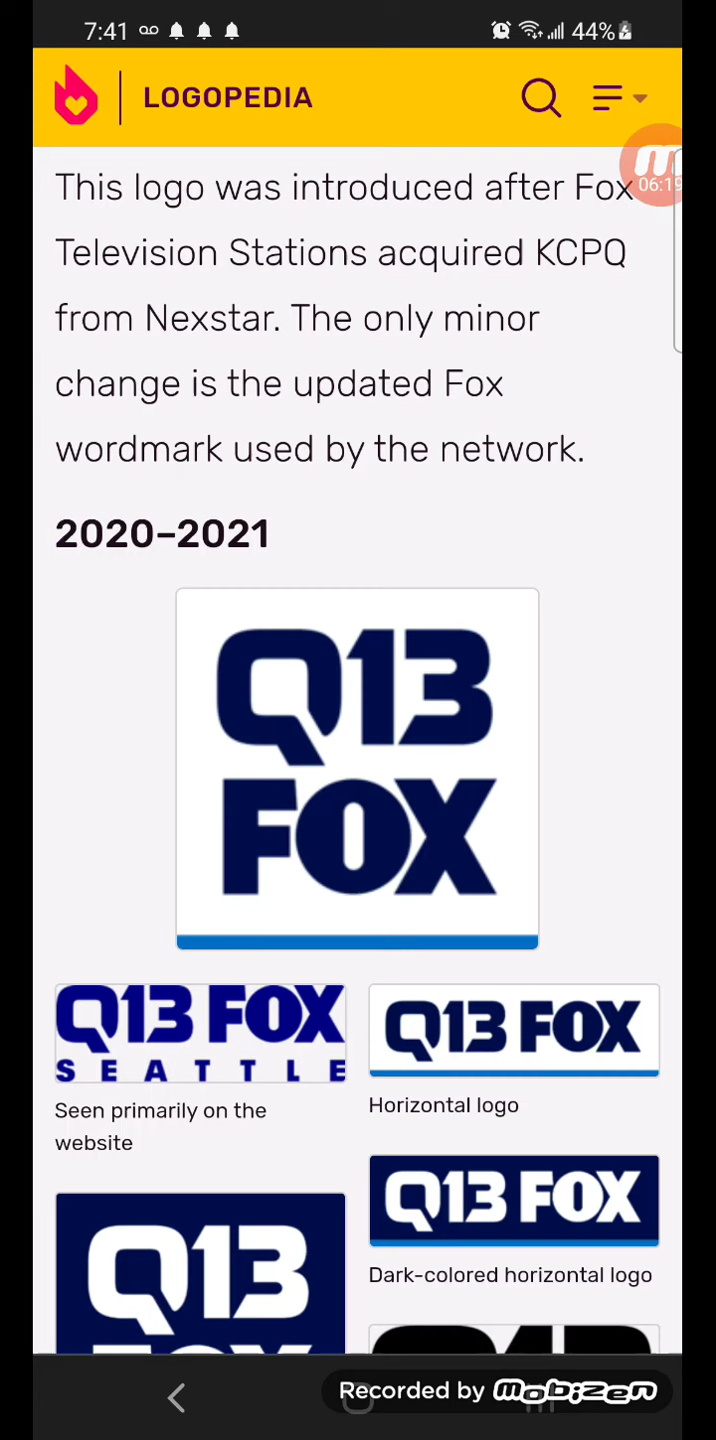 7:41
44%
LOGOPEDIA
06:19
This logo was introduced after Fox
Television Stations acquired KCPQ
from Nexstar. The only minor
change is the updated Fox
wordmark used by the network.
2020–2021
Q13
FOX
Q13 FOX
SEATTLE
Seen primarily on the
website
Q13 FOX
Horizontal logo
Q13 FOX
Dark-colored horizontal logo
Q13
Recorded by mobizen